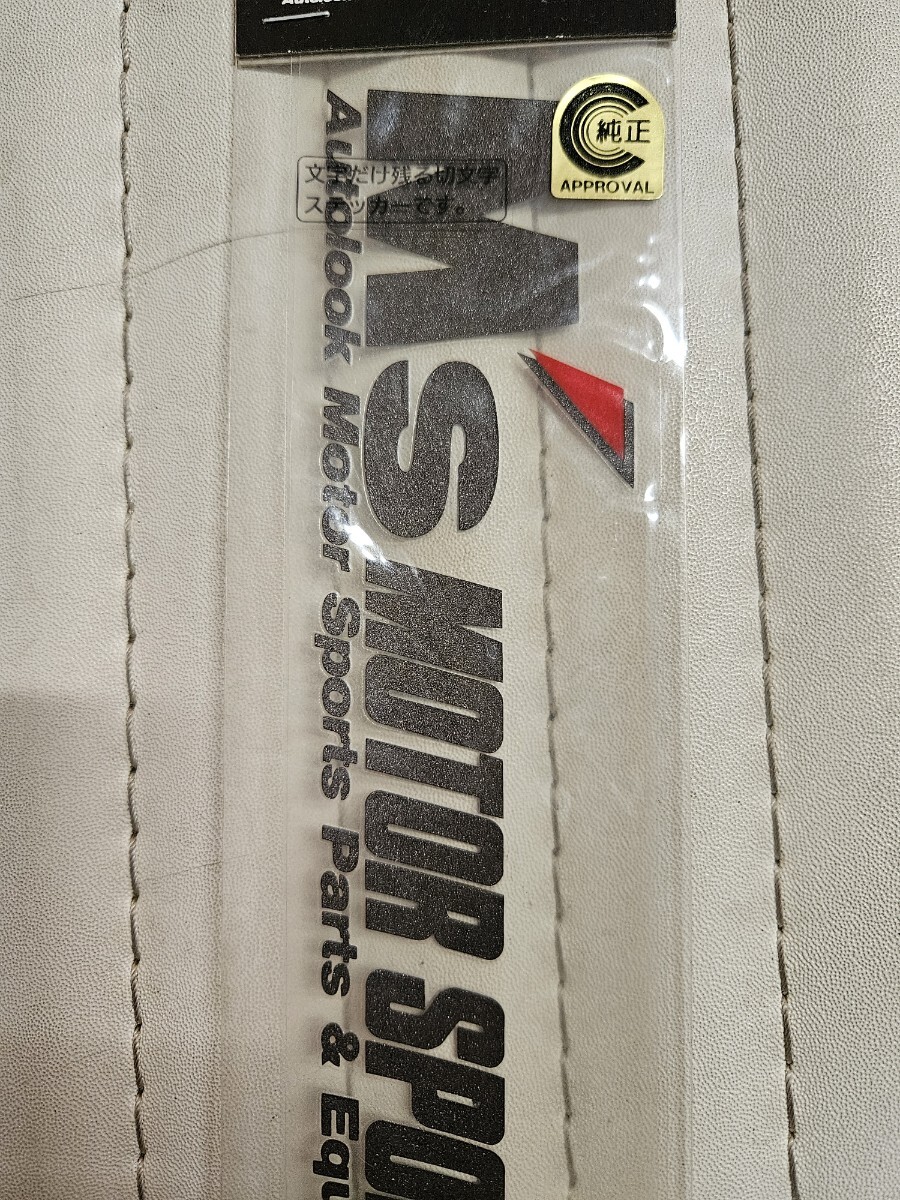 純正
APPROVAL
文字だけ残る切文字
ステッカーです。
M'S MOTOR SPO
Autolook Motor Sports Parts & Equ